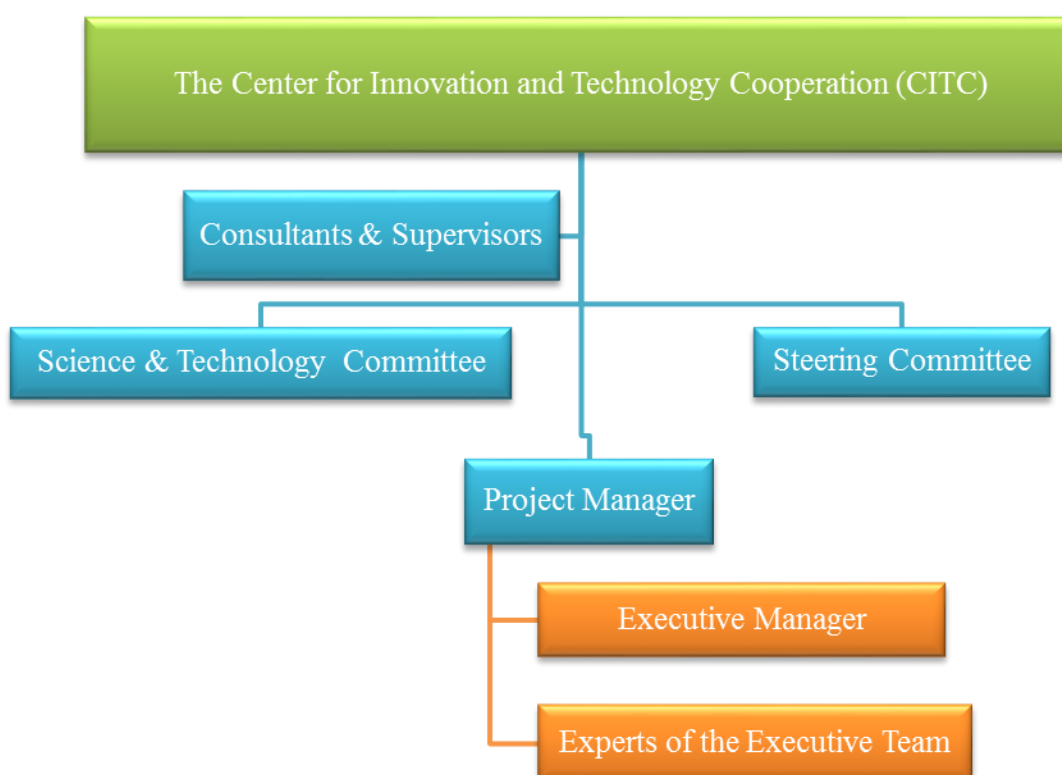 The Center for Innovation and Technology Cooperation (CITC)
Consultants & Supervisors
Science & Technology Committee
Steering Committee
Project Manager
Executive Manager
Experts of the Executive Team